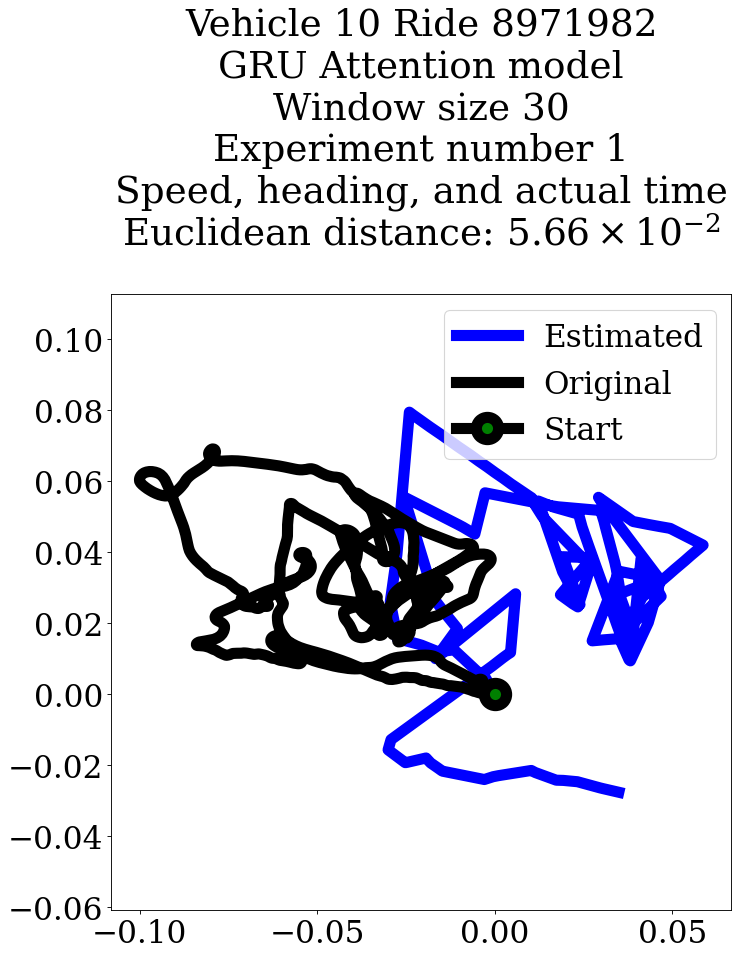 Vehicle 10 Ride 8971982
GRU Attention model
Window size 30
Experiment number 1
Speed, heading, and actual time
Euclidean distance: 5.66 × 10⁻²
Estimated
Original
Start
0.10
0.08
0.06
0.04
0.02
0.00
−0.02
−0.04
−0.06
−0.10
−0.05
0.00
0.05